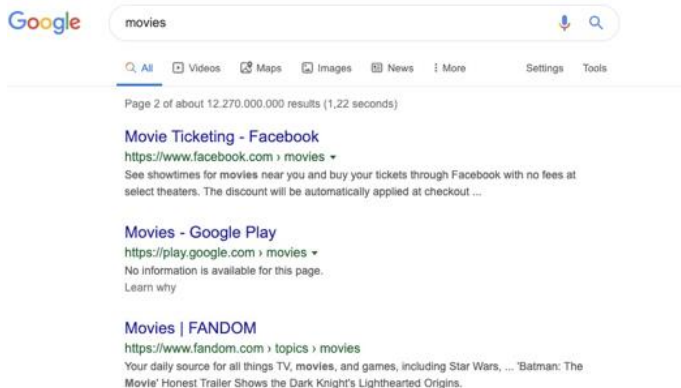 Google
movies
All Videos Maps Images News More Settings Tools
Page 2 of about 12.270.000.000 results (1,22 seconds)
Movie Ticketing - Facebook
https://www.facebook.com › movies
See showtimes for movies near you and buy your tickets through Facebook with no fees at
select theaters. The discount will be automatically applied at checkout ...
Movies - Google Play
https://play.google.com › movies
No information is available for this page.
Learn why
Movies | FANDOM
https://www.fandom.com › topics › movies
Your daily source for all things TV, movies, and games, including Star Wars, ... 'Batman: The
Movie' Honest Trailer Shows the Dark Knight's Lighthearted Origins.